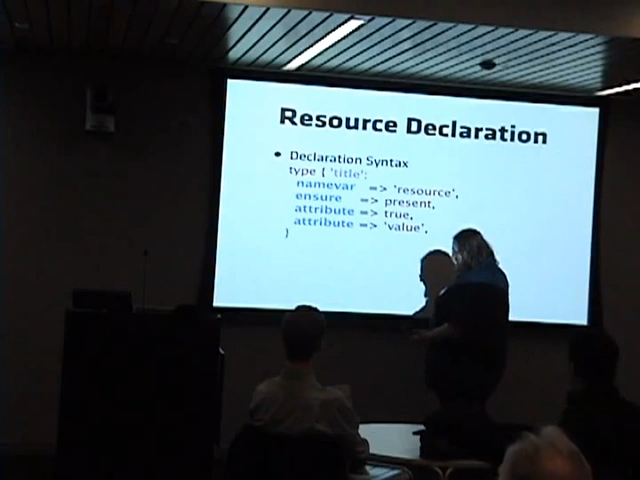 Resource Declaration
• Declaration Syntax
type { 'title':
namevar => 'resource',
ensure => present,
attribute => true,
attribute => 'value',
}